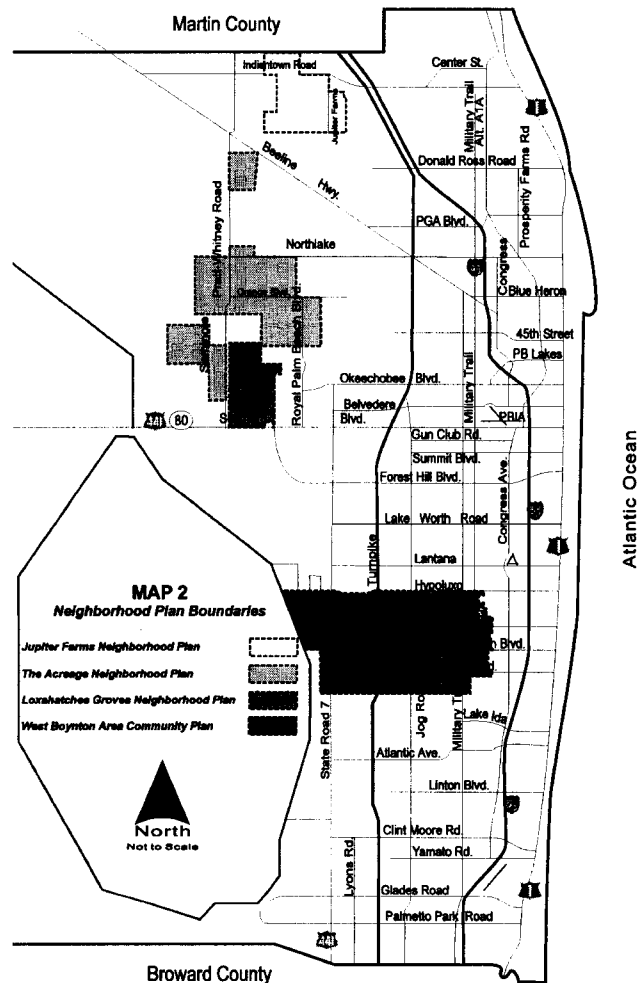 Martin County
Indiantown Road
Center St.
Jupiter Farms
Military Trail
Alt. A1A
1
Prosperity Farms Rd
Donald Ross Road
Beeline Hwy.
Pratt-Whitney Road
PGA Blvd.
Northlake
Congress
Blue Heron
45th Street
PB Lakes
Royal Palm Beach Blvd.
Okeechobee Blvd.
Military Trail
Belvedere Blvd.
PBIA
441
80
Gun Club Rd.
Summit Blvd.
Forest Hill Blvd.
Congress Ave.
Lake Worth Road
1
Atlantic Ocean
Turnpike
Lantana
Hypoluxo
MAP 2
Neighborhood Plan Boundaries
Jupiter Farms Neighborhood Plan
The Acreage Neighborhood Plan
Loxahatchee Groves Neighborhood Plan
West Boynton Area Community Plan
State Road 7
Lake Ida
Atlantic Ave.
Linton Blvd.
North
Not to Scale
Clint Moore Rd.
Yamato Rd.
Lyons Rd.
Glades Road
1
Palmetto Park Road
441
Broward County